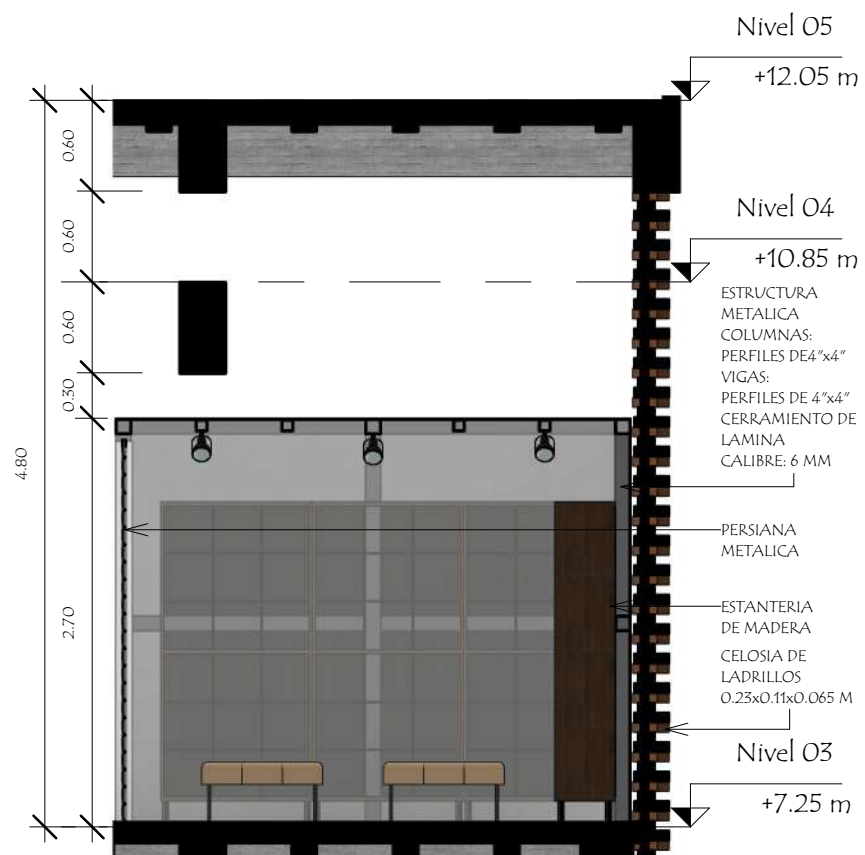 Nivel 05
+12.05 m
0.60
0.60
Nivel 04
+10.85 m
ESTRUCTURA
METALICA
COLUMNAS:
PERFILES DE4"x4"
VIGAS:
PERFILES DE 4"x4"
CERRAMIENTO DE
LAMINA
CALIBRE: 6 MM
0.60
0.30
4.80
PERSIANA
METALICA
2.70
ESTANTERIA
DE MADERA
CELOSIA DE
LADRILLOS
0.23x0.11x0.065 M
Nivel 03
+7.25 m